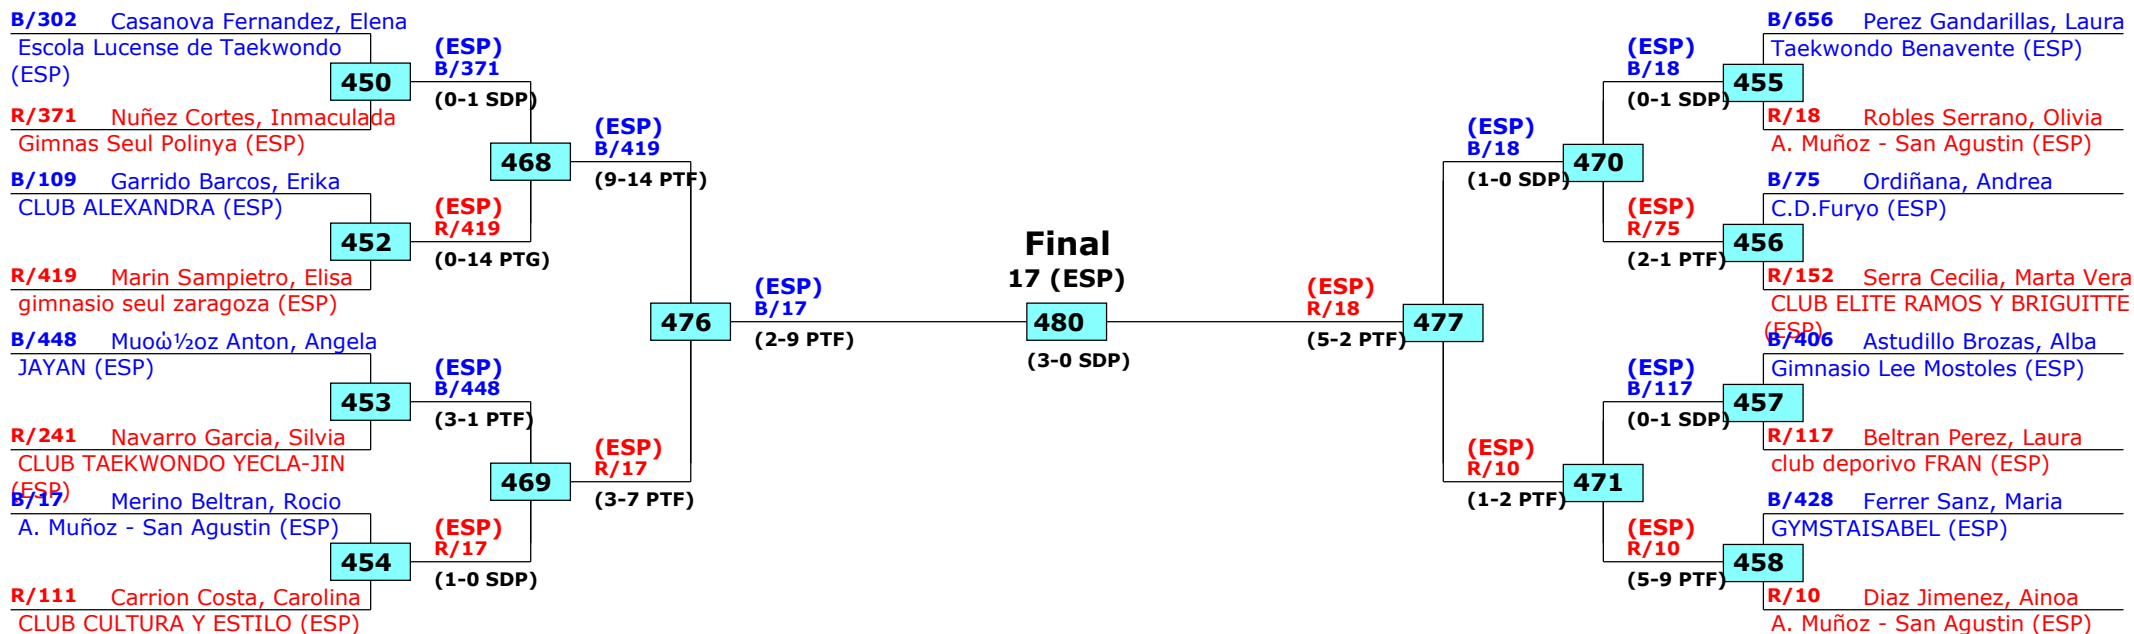 B/302 Casanova Fernandez, Elena
Escola Lucense de Taekwondo
(ESP)
450
R/371 Nuñez Cortes, Inmaculada
Gimnas Seul Polinya (ESP)
B/109 Garrido Barcos, Erika
CLUB ALEXANDRA (ESP)
452
R/419 Marin Sampietro, Elisa
gimnasio seul zaragoza (ESP)
B/448 Muoώ½oz Anton, Angela
JAYAN (ESP)
453
R/241 Navarro Garcia, Silvia
CLUB TAEKWONDO YECLA-JIN
(ESP)
B/17 Merino Beltran, Rocio
A. Muñoz - San Agustin (ESP)
454
R/111 Carrion Costa, Carolina
CLUB CULTURA Y ESTILO (ESP)
(ESP)
B/371
(0-1 SDP)
468
(ESP)
R/419
(0-14 PTG)
(ESP)
B/448
(3-1 PTF)
469
(ESP)
R/17
(1-0 SDP)
(ESP)
B/419
(9-14 PTF)
476
(ESP)
R/17
(3-7 PTF)
(ESP)
B/17
(2-9 PTF)
Final
17 (ESP)
480
(3-0 SDP)
(ESP)
R/18
(5-2 PTF)
477
(ESP)
B/18
(1-0 SDP)
470
(ESP)
R/10
(1-2 PTF)
471
(ESP)
B/18
(0-1 SDP)
(ESP)
R/75
(2-1 PTF)
(ESP)
B/117
(0-1 SDP)
(ESP)
R/10
(5-9 PTF)
B/656 Perez Gandarillas, Laura
Taekwondo Benavente (ESP)
455
R/18 Robles Serrano, Olivia
A. Muñoz - San Agustin (ESP)
B/75 Ordiñana, Andrea
C.D.Furyo (ESP)
456
R/152 Serra Cecilia, Marta Vera
CLUB ELITE RAMOS Y BRIGUITTE
(ESP)
B/406 Astudillo Brozas, Alba
Gimnasio Lee Mostoles (ESP)
457
R/117 Beltran Perez, Laura
club deporivo FRAN (ESP)
B/428 Ferrer Sanz, Maria
GYMSTAISABEL (ESP)
458
R/10 Diaz Jimenez, Ainoa
A. Muñoz - San Agustin (ESP)